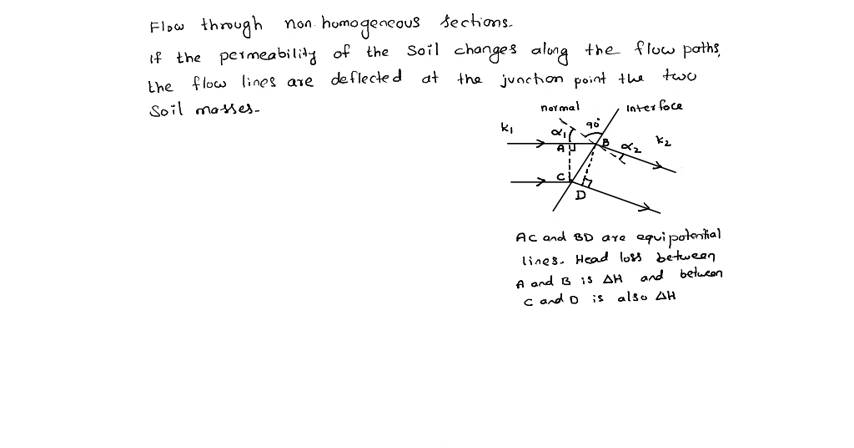 Flow through non homogeneous sections.
If the permeability of the soil changes along the flow paths,
the flow lines are deflected at the junction point the two
soil masses.
normal
Interface
k1
α1
90°
A
B
α2
k2
C
D
AC and BD are equipotential
lines. Head loss between
A and B is ΔH and between
C and D is also ΔH